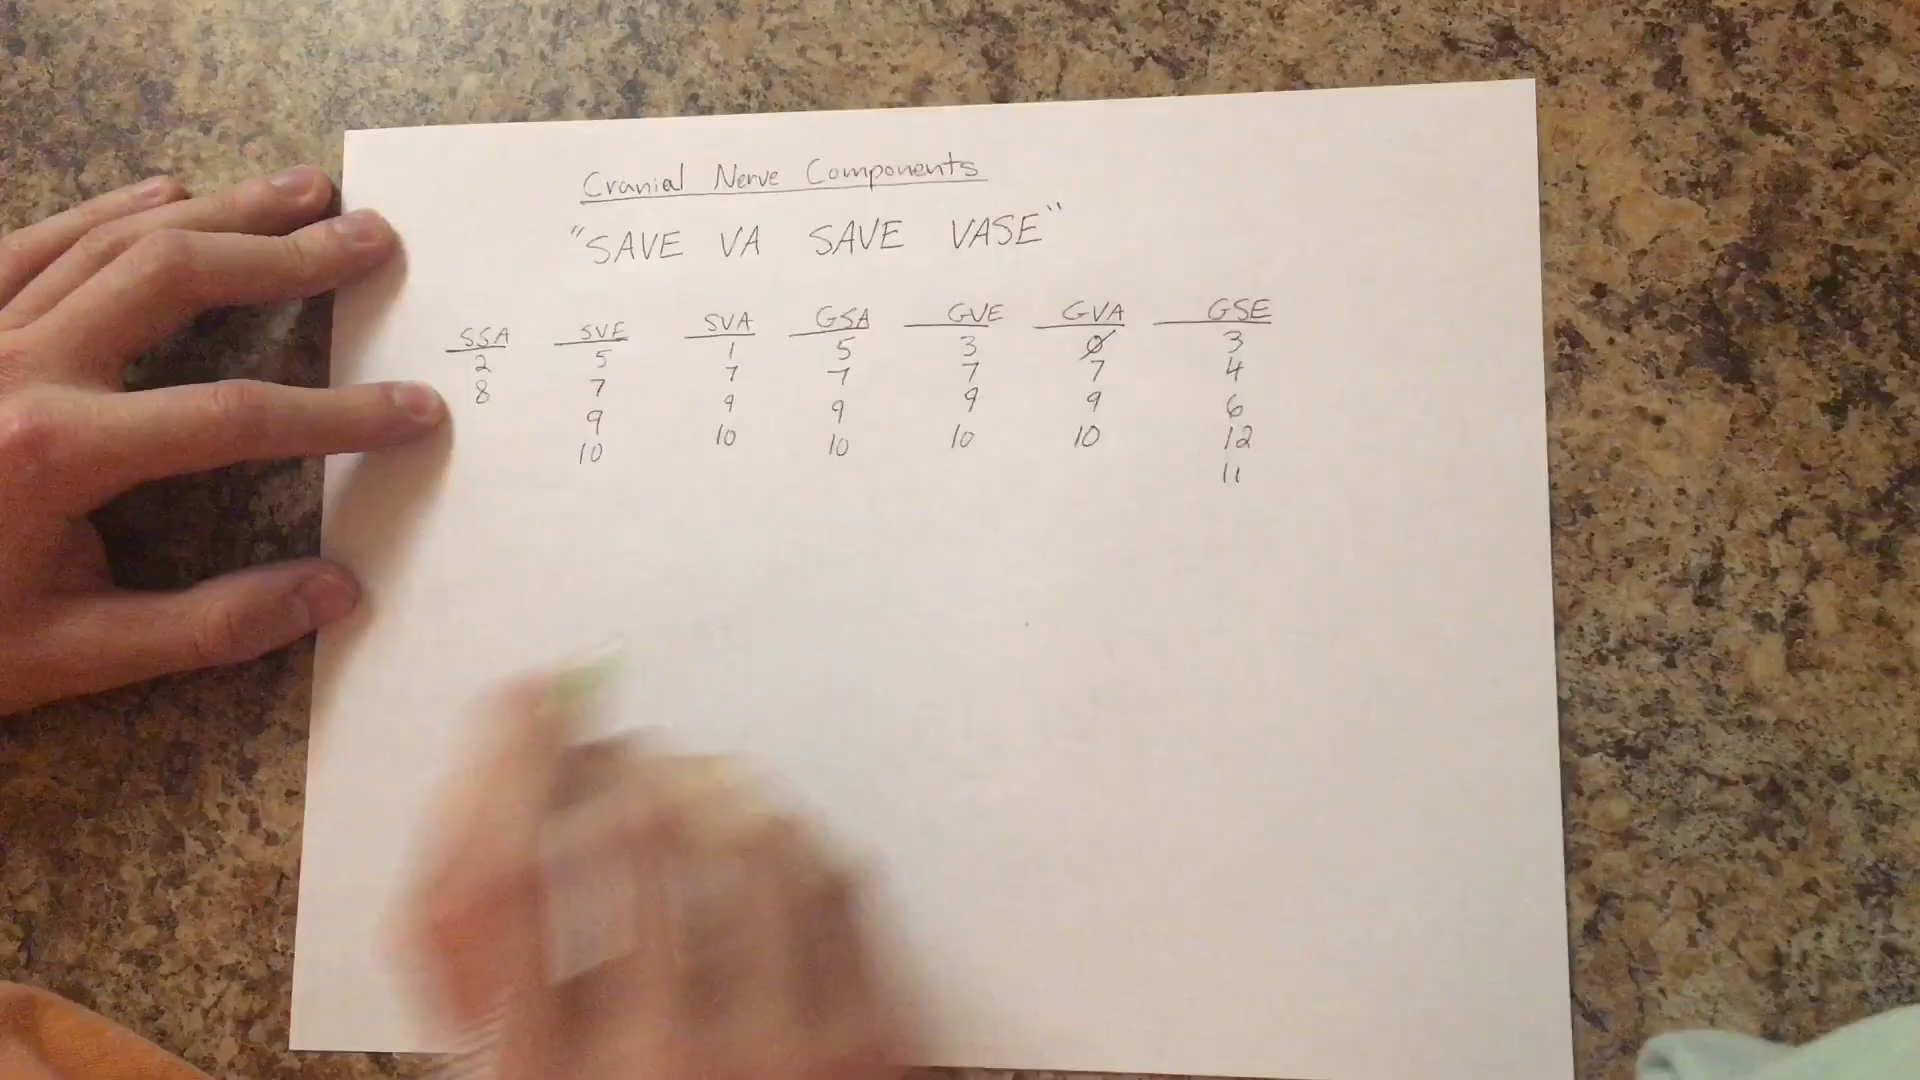 Cranial Nerve Components
"SAVE VA SAVE VASE"
SSA SVE SVA GSA GVE GVA GSE
2 5 1 5 3 Ø 3
8 7 7 7 7 7 4
9 9 9 9 9 6
10 10 10 10 10 12
11